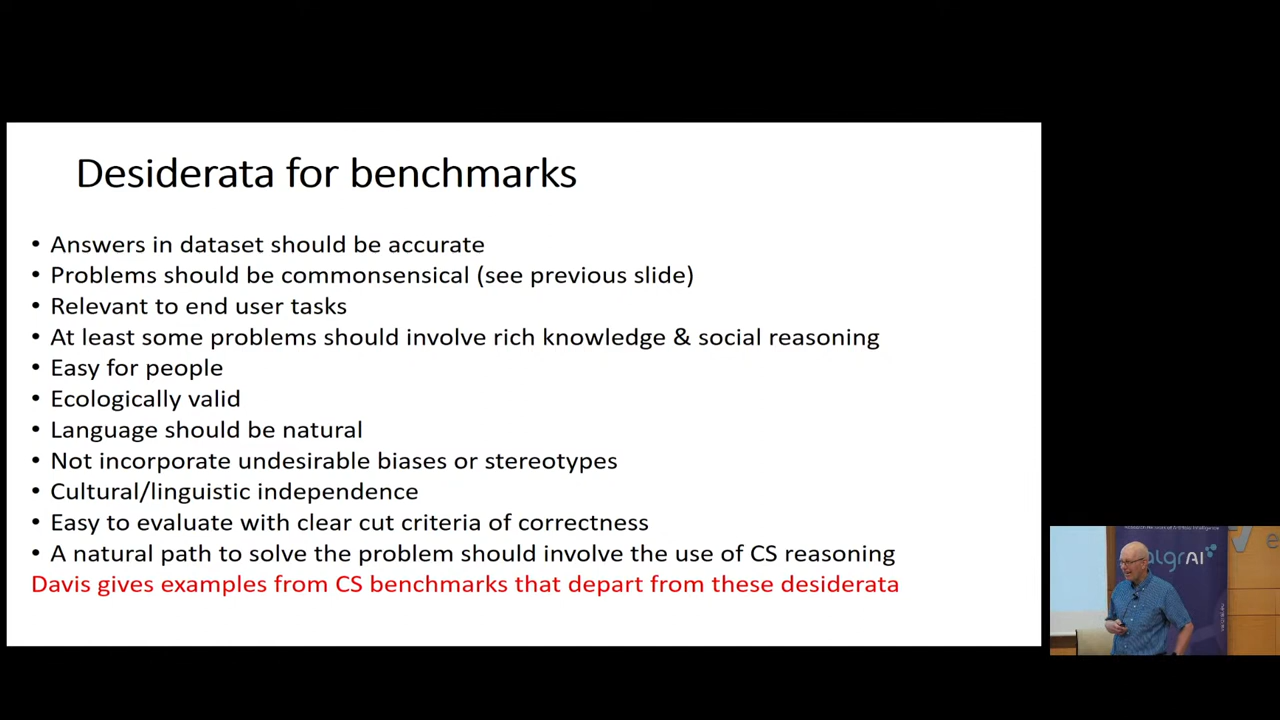 Desiderata for benchmarks
• Answers in dataset should be accurate
• Problems should be commonsensical (see previous slide)
• Relevant to end user tasks
• At least some problems should involve rich knowledge & social reasoning
• Easy for people
• Ecologically valid
• Language should be natural
• Not incorporate undesirable biases or stereotypes
• Cultural/linguistic independence
• Easy to evaluate with clear cut criteria of correctness
• A natural path to solve the problem should involve the use of CS reasoning
Davis gives examples from CS benchmarks that depart from these desiderata
algrAI